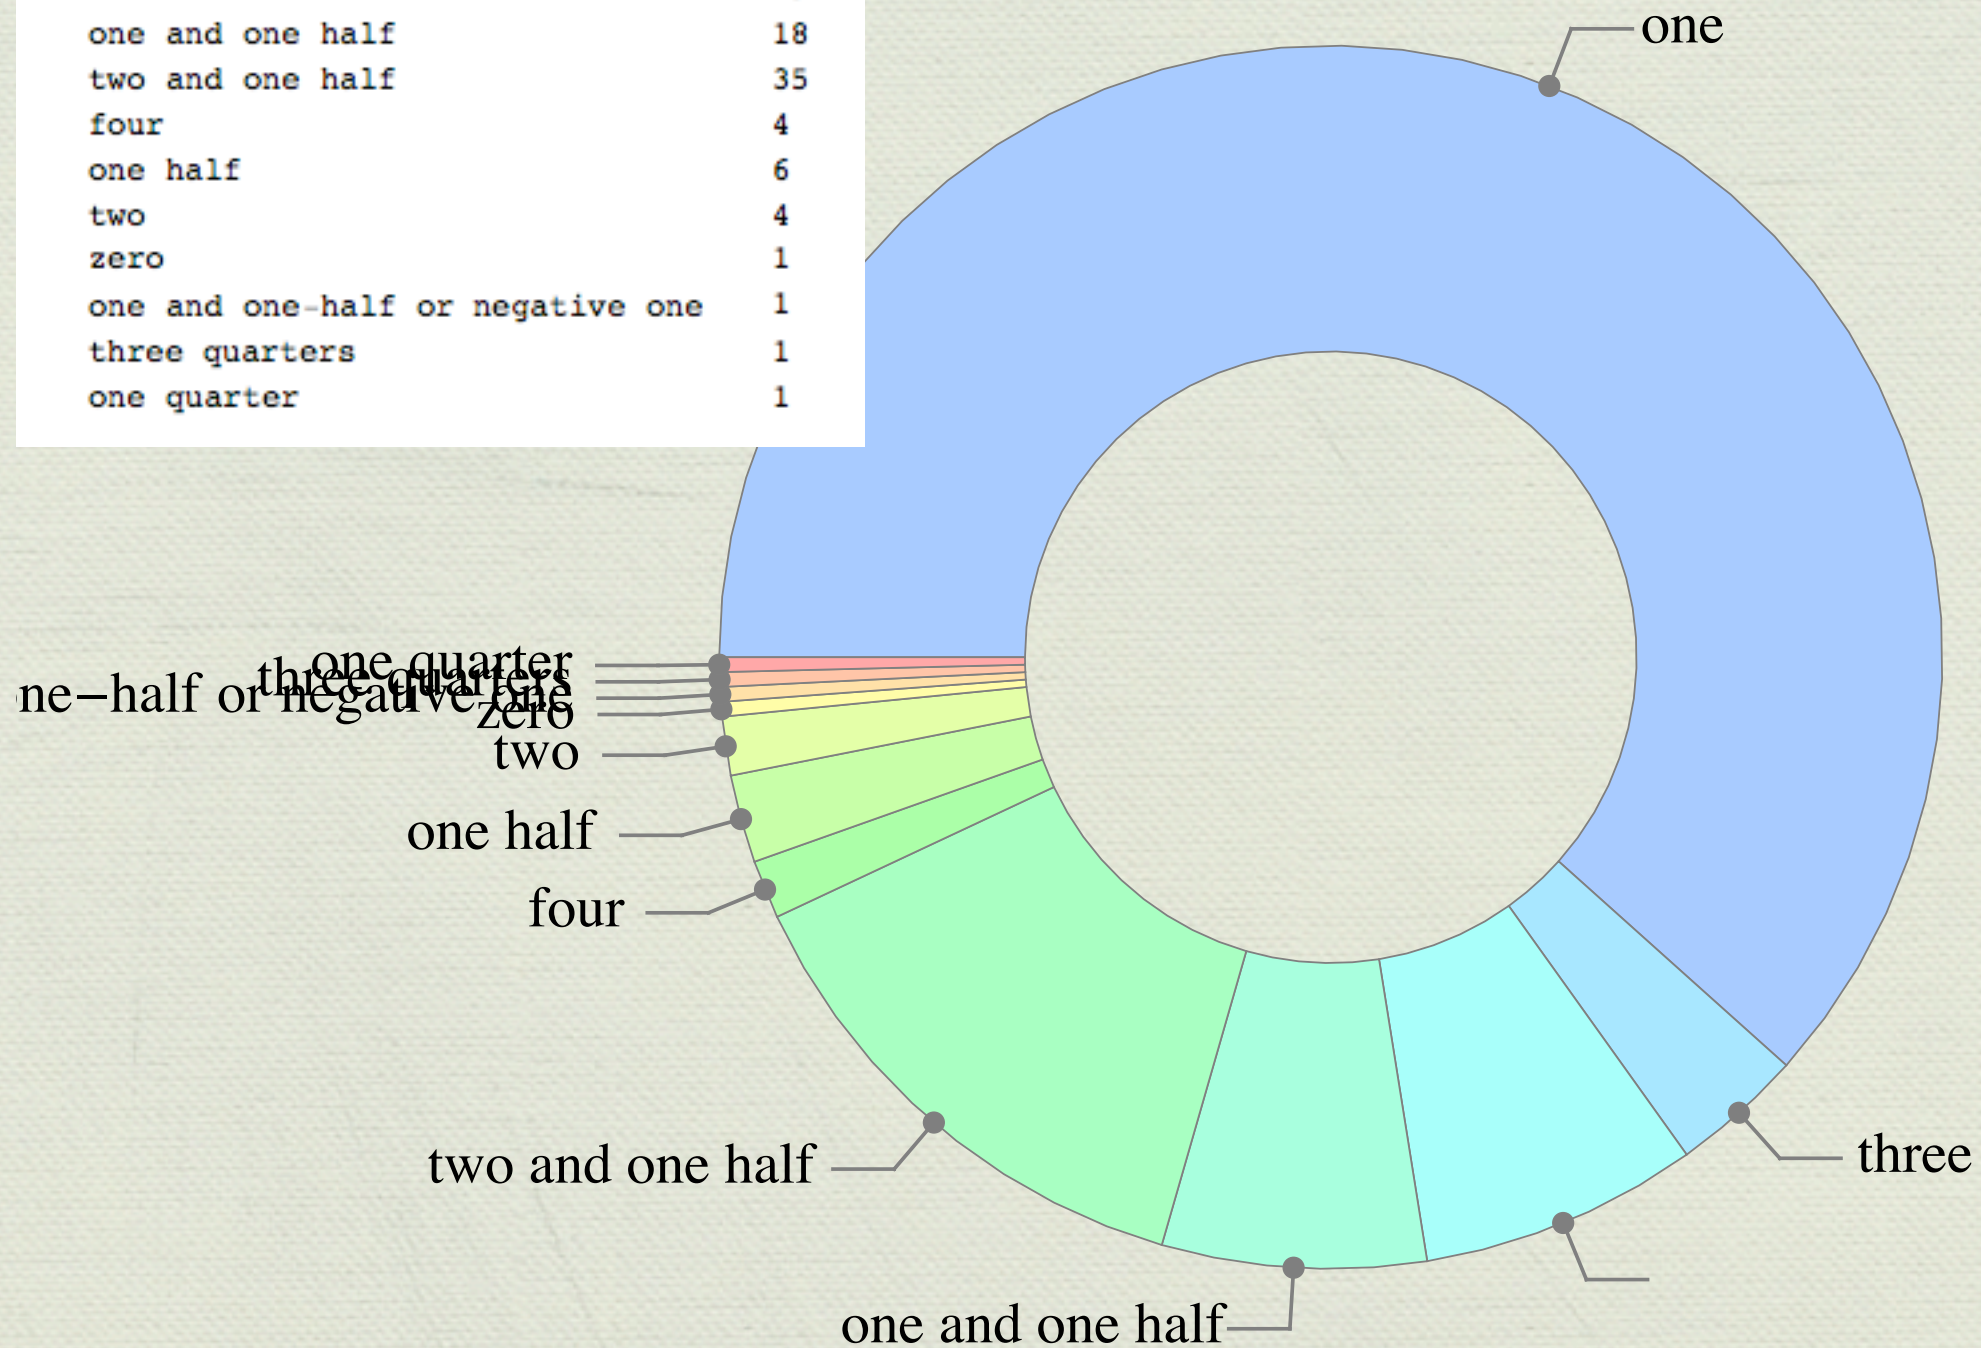 one and one half 18
two and one half 35
four 4
one half 6
two 4
zero 1
one and one-half or negative one 1
three quarters 1
one quarter 1
one
one quarter
three quarters
ne−half or negative one
zero
two
one half
four
two and one half
three
one and one half